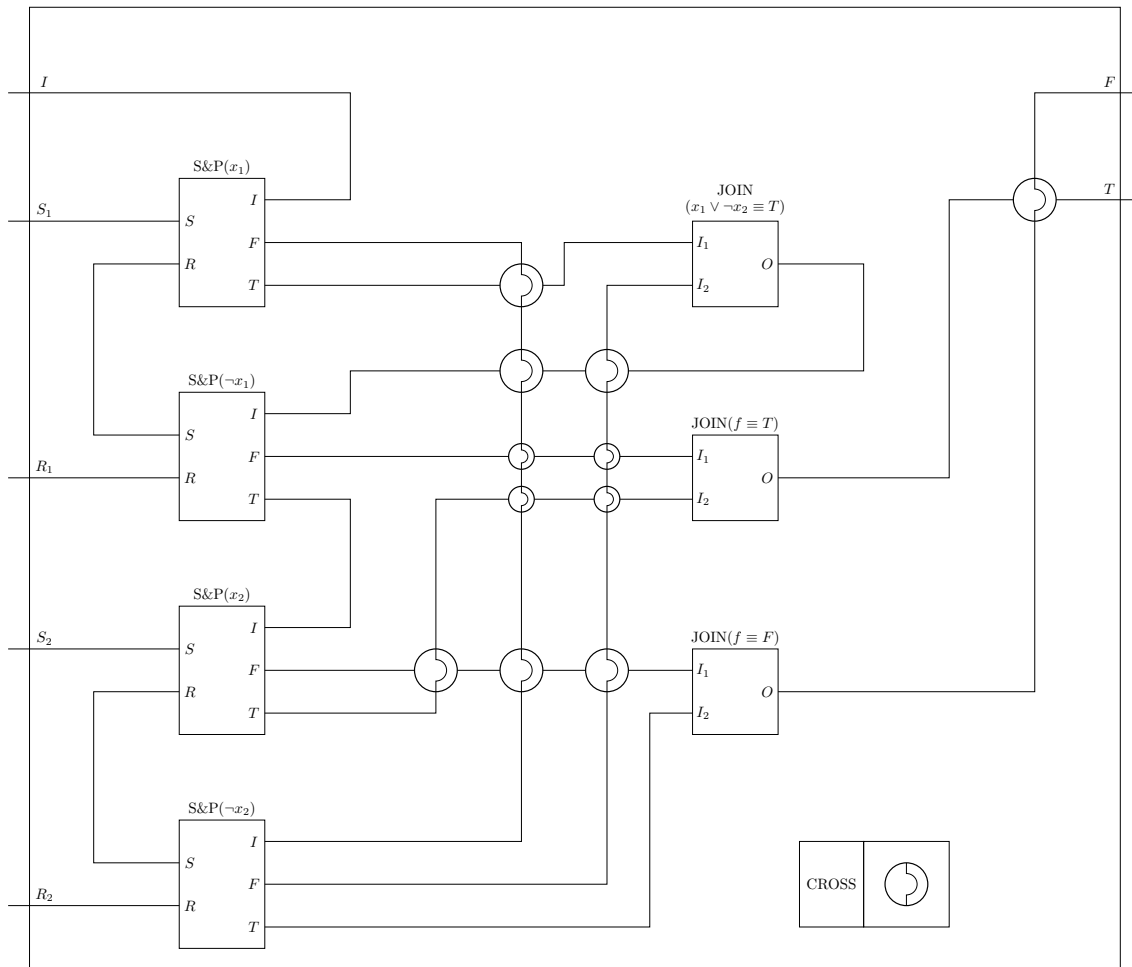 I
F
S&P(x₁)
S₁
I
S
F
R
T
JOIN
(x₁ ∨ ¬x₂ ≡ T)
I₁
O
I₂
T
S&P(¬x₁)
I
S
F
R₁
R
T
JOIN(f ≡ T)
I₁
O
I₂
S&P(x₂)
I
S₂
S
F
R
T
JOIN(f ≡ F)
I₁
O
I₂
S&P(¬x₂)
I
S
F
R₂
R
T
CROSS